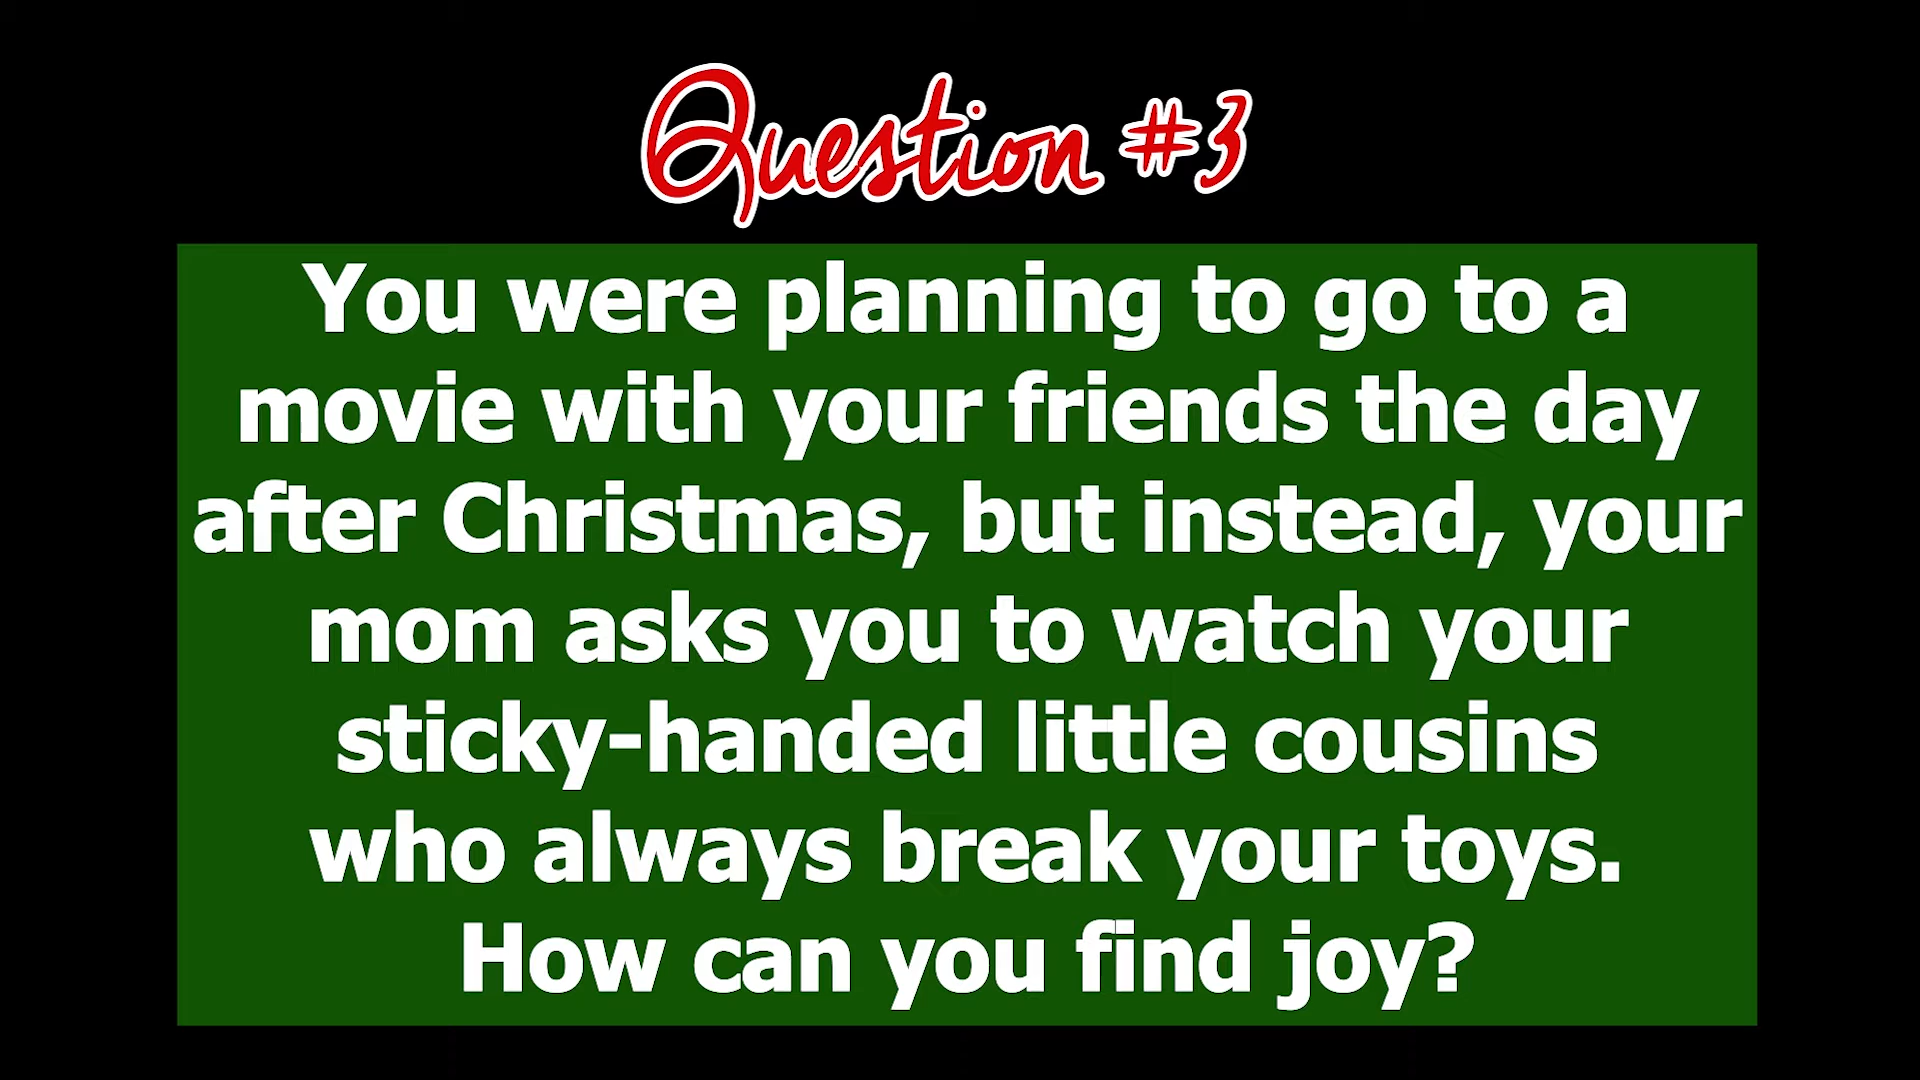 Question #3
You were planning to go to a
movie with your friends the day
after Christmas, but instead, your
mom asks you to watch your
sticky-handed little cousins
who always break your toys.
How can you find joy?